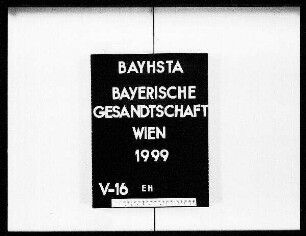 BAYHSTA
BAYERISCHE
GESANDTSCHAFT
WIEN
1999
V-16 EH